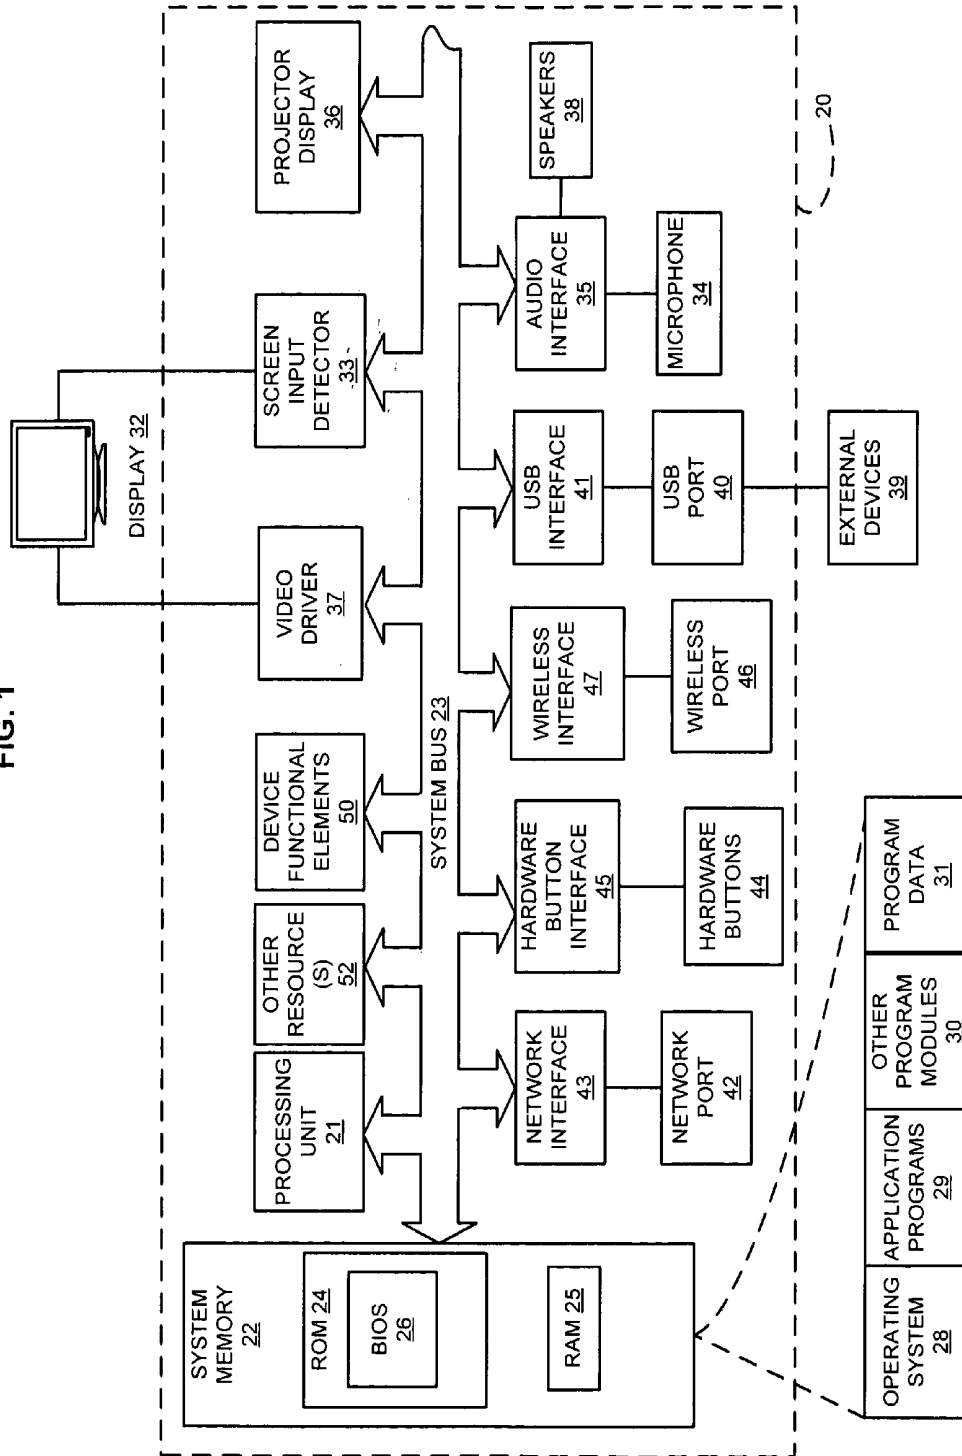 FIG. 1
DISPLAY 32
20
SYSTEM
MEMORY
22
ROM 24
BIOS
26
RAM 25
PROCESSING
UNIT
21
OTHER
RESOURCE
(S)
52
DEVICE
FUNCTIONAL
ELEMENTS
50
VIDEO
DRIVER
37
SCREEN
INPUT
DETECTOR
33
PROJECTOR
DISPLAY
36
SYSTEM BUS 23
NETWORK
INTERFACE
43
HARDWARE
BUTTON
INTERFACE
45
WIRELESS
INTERFACE
47
USB
INTERFACE
41
AUDIO
INTERFACE
35
SPEAKERS
38
NETWORK
PORT
42
HARDWARE
BUTTONS
44
WIRELESS
PORT
46
USB
PORT
40
MICROPHONE
34
EXTERNAL
DEVICES
39
OPERATING
SYSTEM
28
APPLICATION
PROGRAMS
29
OTHER
PROGRAM
MODULES
30
PROGRAM
DATA
31